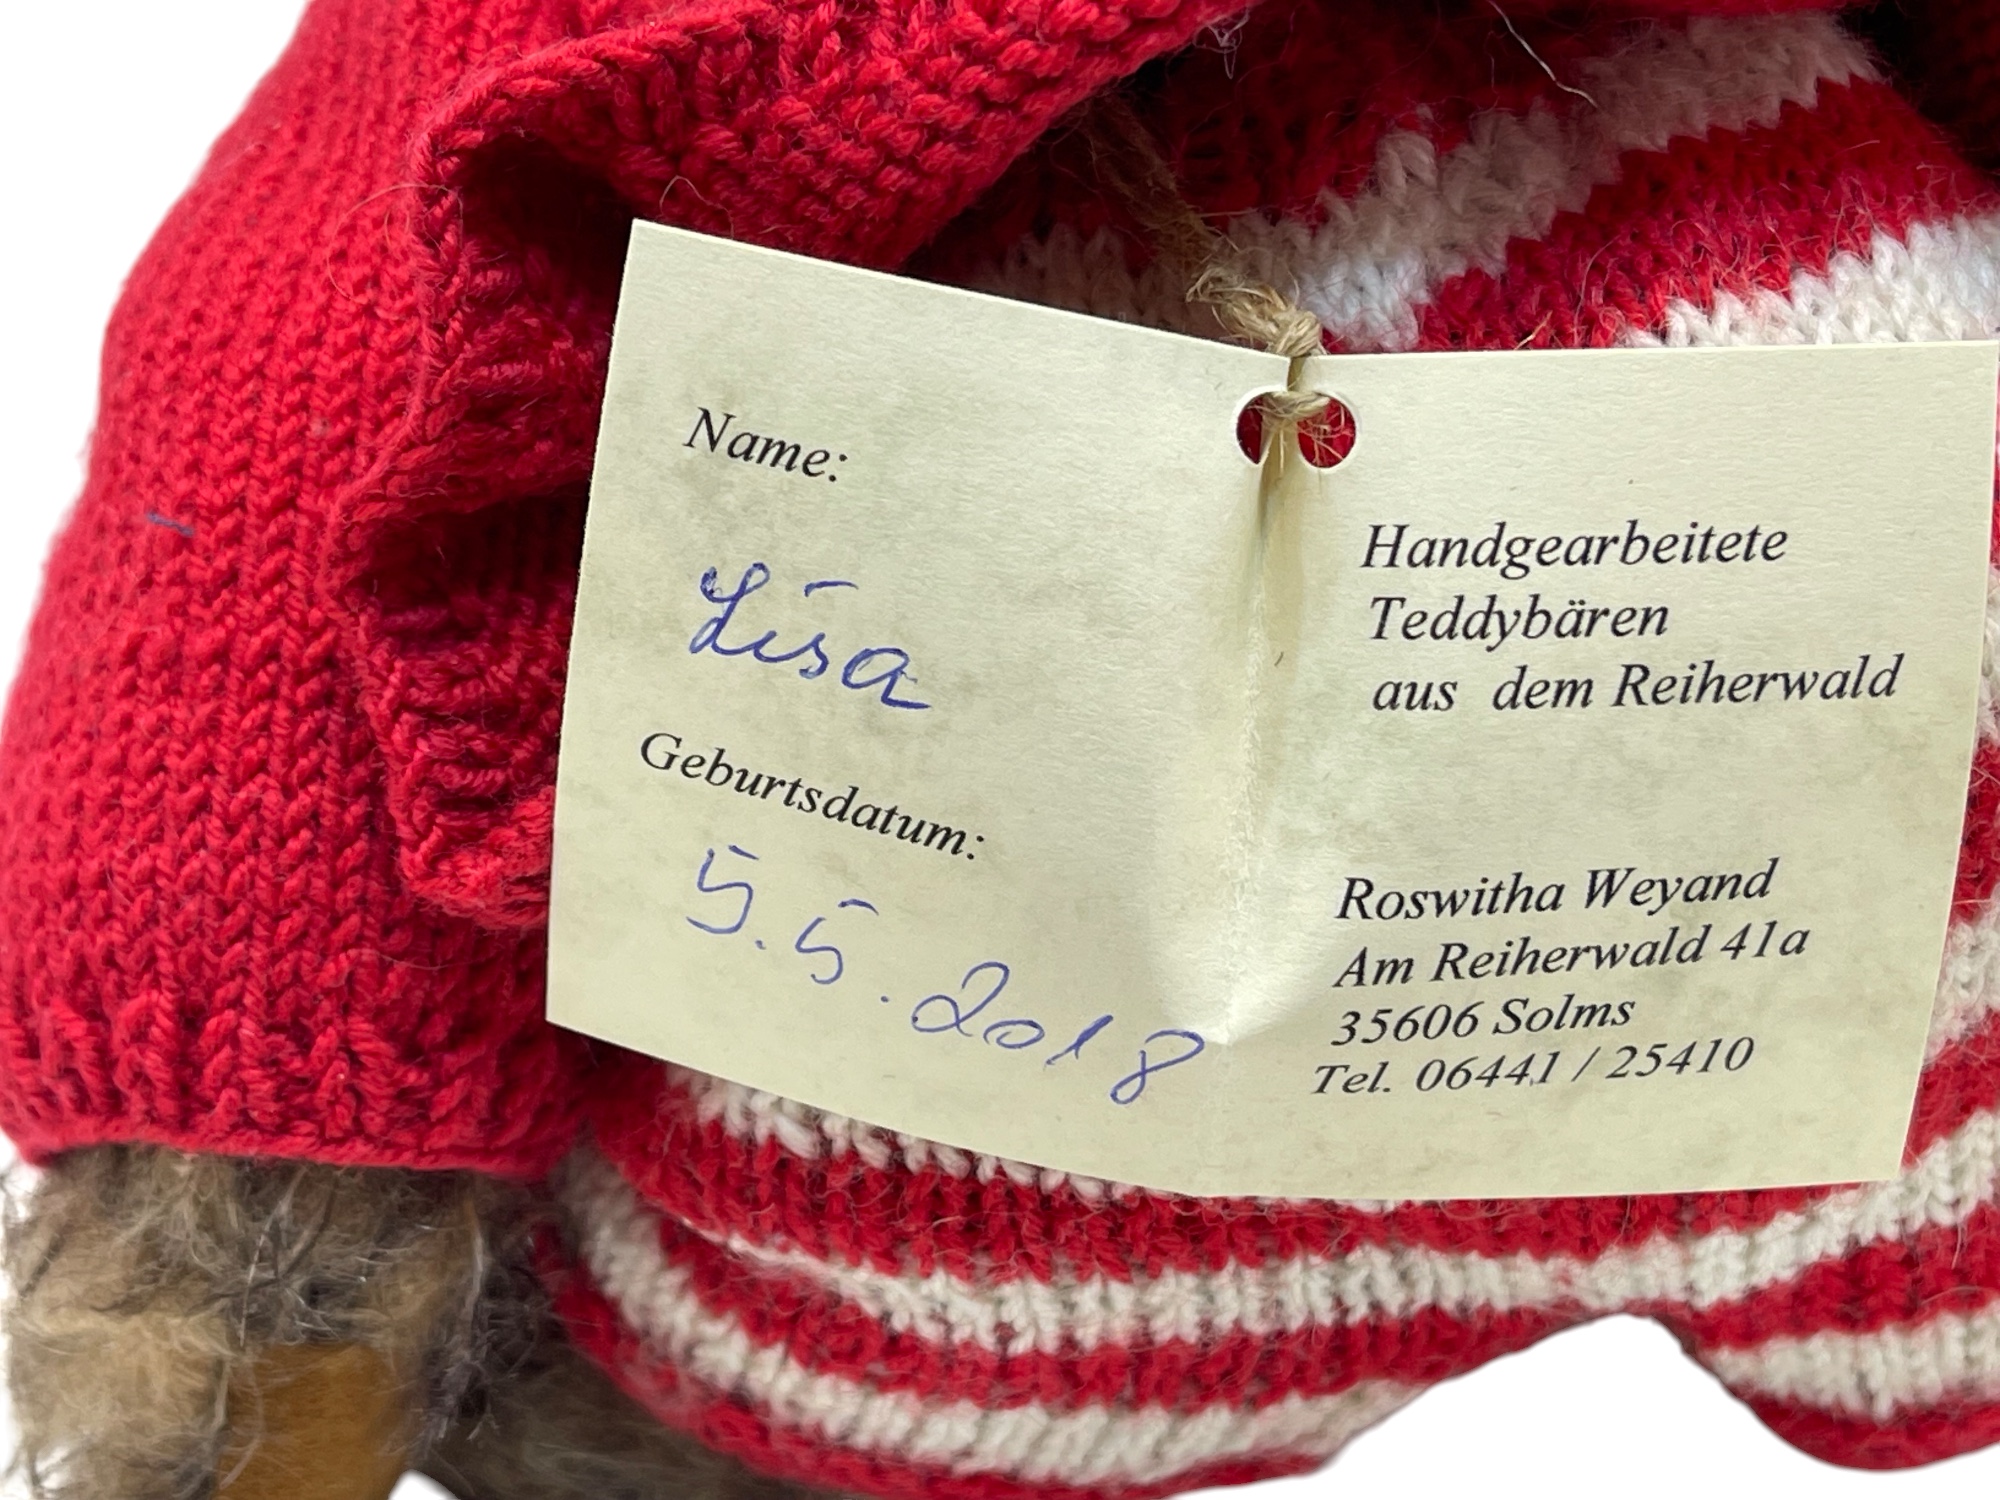 Name:
Lisa
Geburtsdatum:
5.5.2018
Handgearbeitete
Teddybären
aus dem Reiherwald
Roswitha Weyand
Am Reiherwald 41a
35606 Solms
Tel. 06441 / 25410